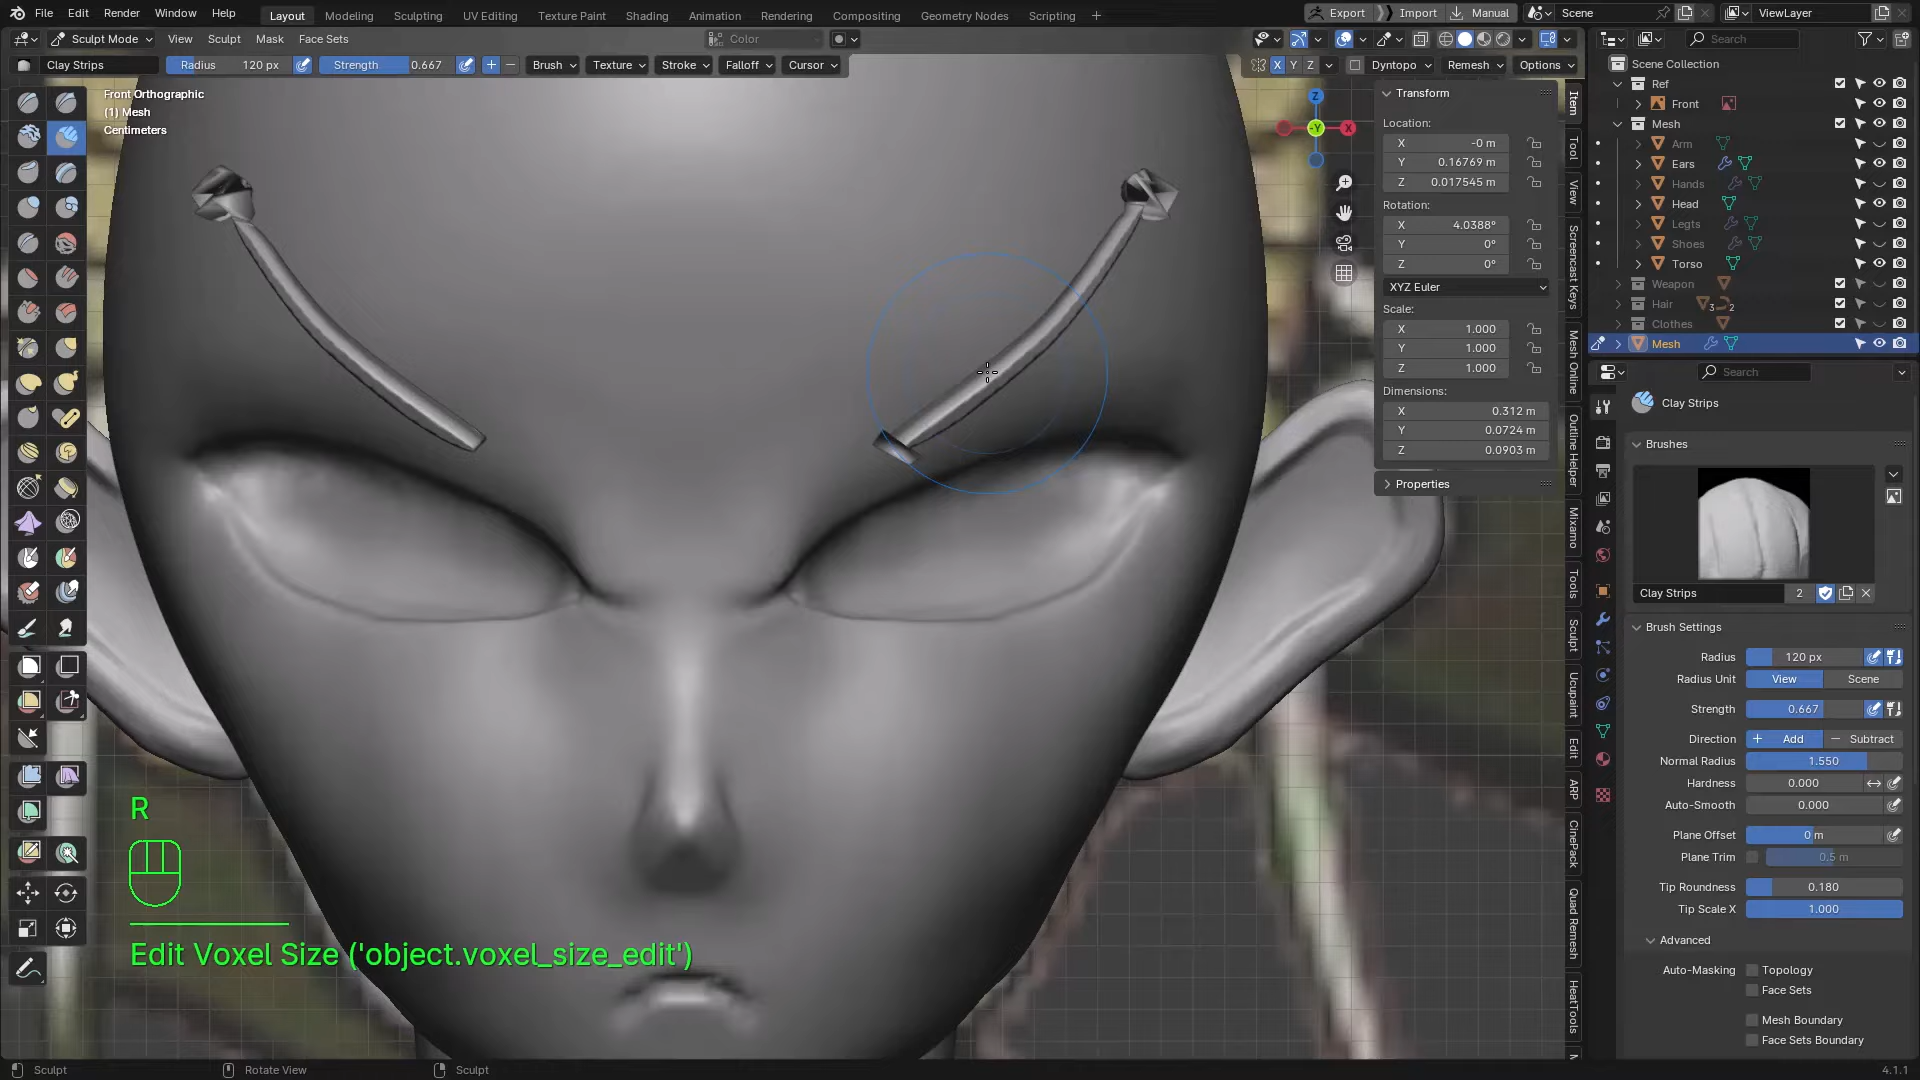 File Edit Render Window Help Layout Modeling Sculpting UV Editing Texture Paint Shading Animation Rendering Compositing Geometry Nodes Scripting + Export Import Manual Scene ViewLayer
Sculpt Mode View Sculpt Mask Face Sets Color Search
Clay Strips Radius 120 px Strength 0.667 Brush Texture Stroke Falloff Cursor X Y Z Dyntopo Remesh Options
Front Orthographic
(1) Mesh
Centimeters
Z
-Y
X
Transform
Location:
X -0 m
Y 0.16769 m
Z 0.017545 m
Rotation:
X 4.0388°
Y 0°
Z 0°
XYZ Euler
Scale:
X 1.000
Y 1.000
Z 1.000
Dimensions:
X 0.312 m
Y 0.0724 m
Z 0.0903 m
Properties
Item
Tool
View
Screencast Keys
Mesh Online
Outline Helper
Mixamo
Tools
Sculpt
Ucupaint
Edit
ARP
CinePack
Quad Remesh
HeatTools
Scene Collection
Ref
Front
Mesh
Arm
Ears
Hands
Head
Legts
Shoes
Torso
Weapon
Hair 3 2
Clothes
Mesh
Search
Clay Strips
Brushes
Clay Strips 2
Brush Settings
Radius 120 px
Radius Unit View Scene
Strength 0.667
Direction + Add − Subtract
Normal Radius 1.550
Hardness 0.000
Auto-Smooth 0.000
Plane Offset 0 m
Plane Trim 0.5 m
Tip Roundness 0.180
Tip Scale X 1.000
Advanced
Auto-Masking Topology
Face Sets
Mesh Boundary
Face Sets Boundary
R
Edit Voxel Size ('object.voxel_size_edit')
Sculpt Rotate View Sculpt 4.1.1